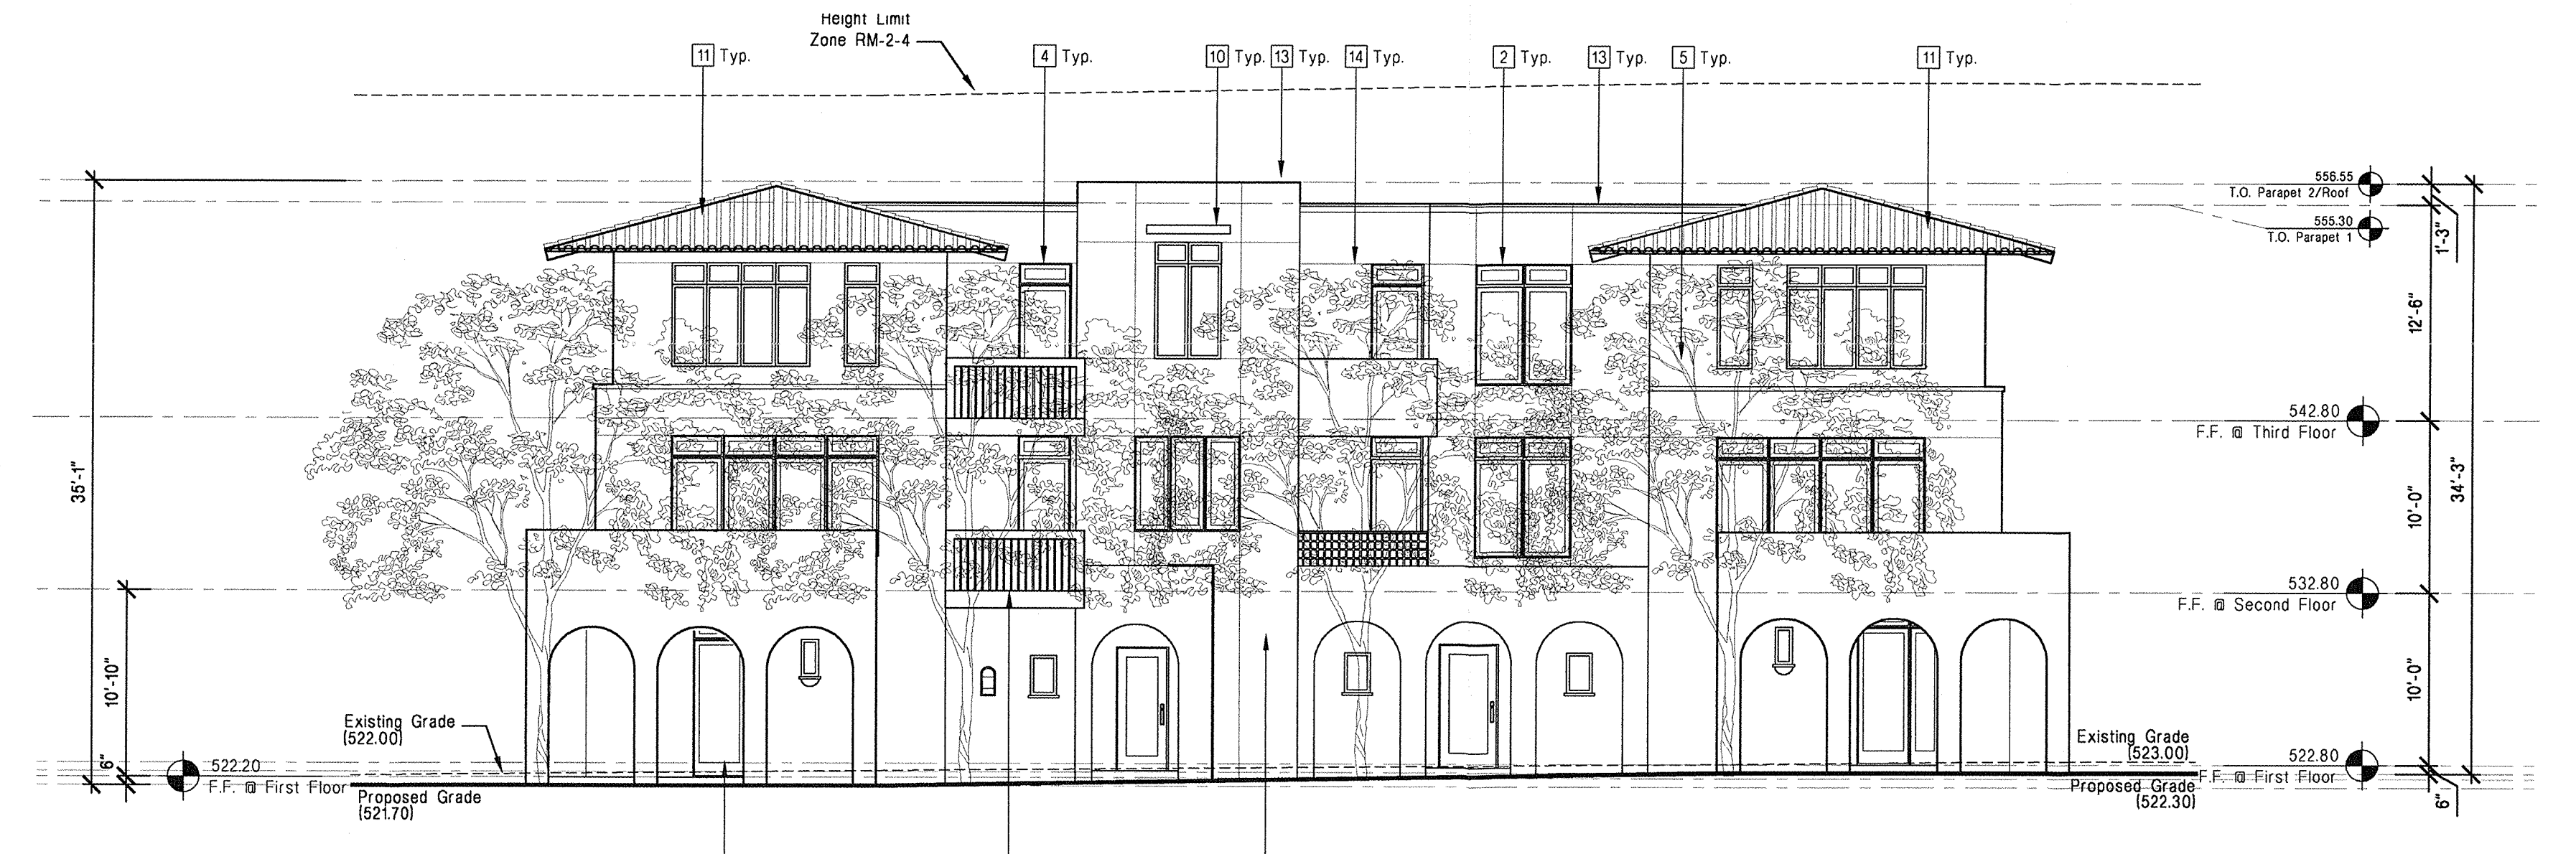 Height Limit
Zone RM-2-4
11 Typ.
4 Typ.
10 Typ.
13 Typ.
14 Typ.
2 Typ.
13 Typ.
5 Typ.
11 Typ.
556.55
T.O. Parapet 2/Roof
555.30
T.O. Parapet 1
1'-3"
12'-6"
542.80
F.F. @ Third Floor
35'-1"
34'-3"
10'-0"
532.80
F.F. @ Second Floor
10'-10"
10'-0"
Existing Grade
(522.00)
Existing Grade
(523.00)
6"
522.20
F.F. @ First Floor
522.80
F.F. @ First Floor
Proposed Grade
(521.70)
Proposed Grade
(522.30)
6"